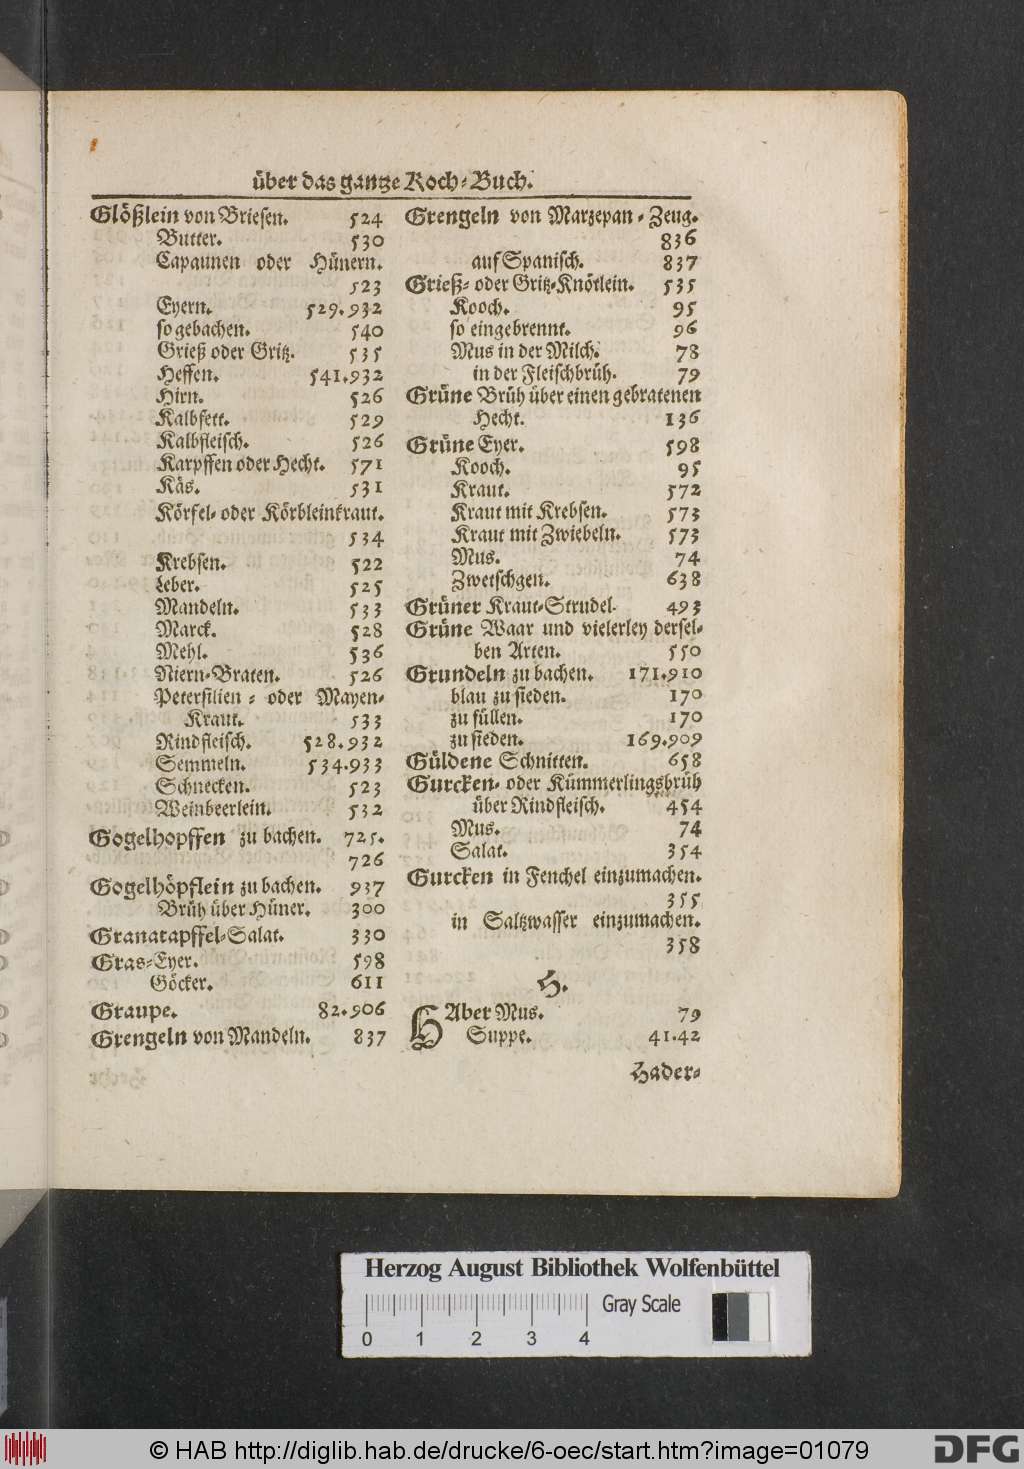 über das gantze Koch-Buch.
Glößlein von Briesen. 524
Butter. 530
Capaunen oder Hünern.
523
Eyern. 529.932
so gebachen. 540
Grieß oder Gritz. 535
Heffen. 541.932
Hirn. 526
Kalbfett. 529
Kalbfleisch. 526
Karpffen oder Hecht. 571
Käs. 531
Körfel- oder Körbleinkraut.
534
Krebsen. 522
Leber. 525
Mandeln. 533
Marck. 528
Mehl. 536
Niern-Braten. 526
Petersilien- oder Mayen-
Kraut. 533
Rindfleisch. 528.932
Semmeln. 534.933
Schnecken. 523
Weinbeerlein. 532
Gogelhopffen zu bachen. 725.
726
Gogelhöpflein zu bachen. 937
Brüh über Hüner. 300
Granatapffel-Salat. 330
Gras-Eyer. 598
Göcker. 611
Graupe. 82.906
Grengeln von Mandeln. 837
Grengeln von Marzepan-Zeug.
836
auf Spanisch. 837
Grieß- oder Gritz-Knötlein. 535
Kooch. 95
so eingebrennt. 96
Mus in der Milch. 78
in der Fleischbrüh. 79
Grüne Brüh über einen gebratenen
Hecht. 136
Grüne Eyer. 598
Kooch. 95
Kraut. 572
Kraut mit Krebsen. 573
Kraut mit Zwiebeln. 573
Mus. 74
Zwetschgen. 638
Grüner Kraut-Strudel. 493
Grüne Waar und vielerley dersel-
ben Arten. 550
Grundeln zu bachen. 171.910
blau zu sieden. 170
zu füllen. 170
zu sieden. 169.909
Güldene Schnitten. 658
Gurcken- oder Kümmerlingsbrüh
über Rindfleisch. 454
Mus. 74
Salat. 354
Gurcken in Fenchel einzumachen.
355
in Saltzwasser einzumachen.
358
H.
HAber Mus. 79
Suppe. 41.42
Hader-
Herzog August Bibliothek Wolfenbüttel
Gray Scale
0 1 2 3 4
© HAB http://diglib.hab.de/drucke/6-oec/start.htm?image=01079
DFG